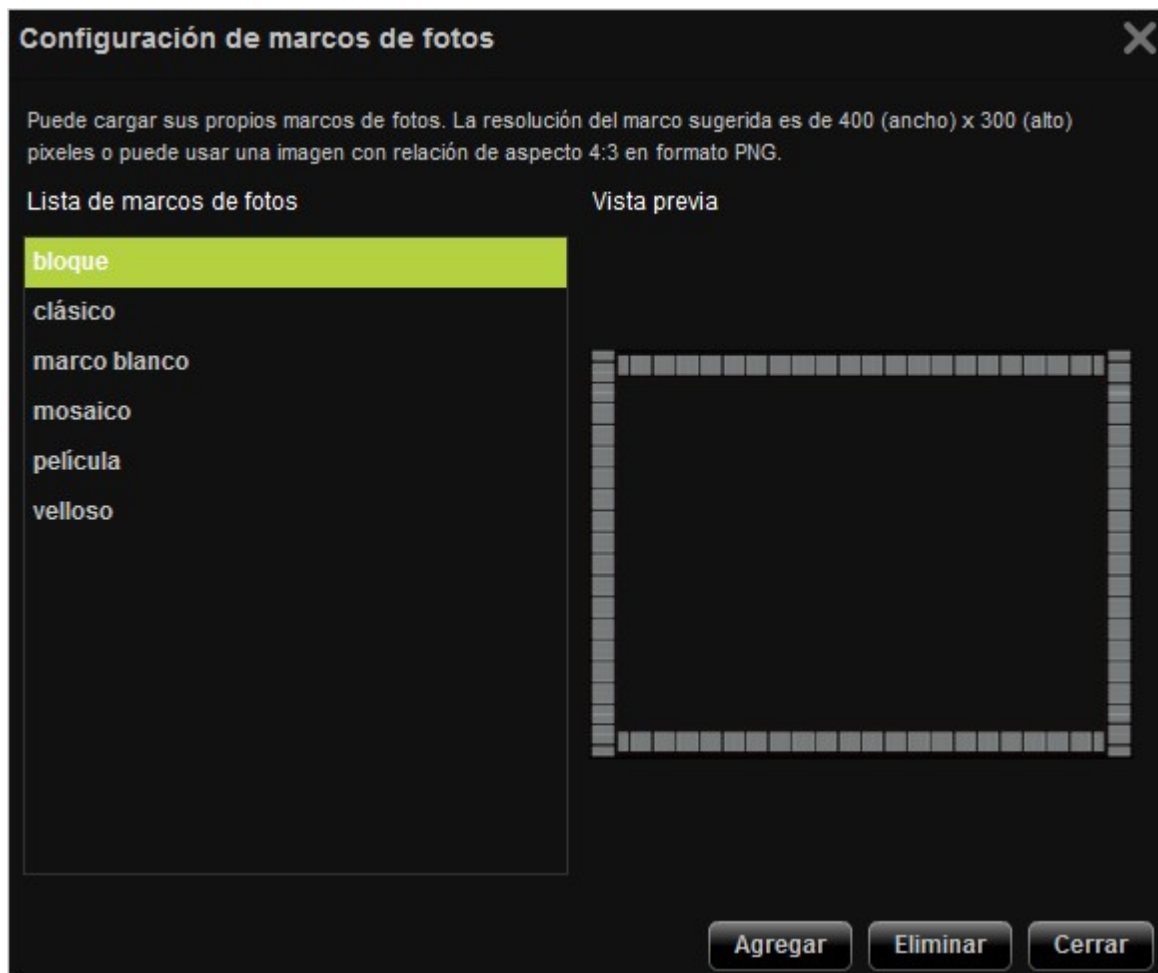 Configuración de marcos de fotos
Puede cargar sus propios marcos de fotos. La resolución del marco sugerida es de 400 (ancho) x 300 (alto)
pixeles o puede usar una imagen con relación de aspecto 4:3 en formato PNG.
Lista de marcos de fotos
Vista previa
bloque
clásico
marco blanco
mosaico
película
velloso
Agregar
Eliminar
Cerrar